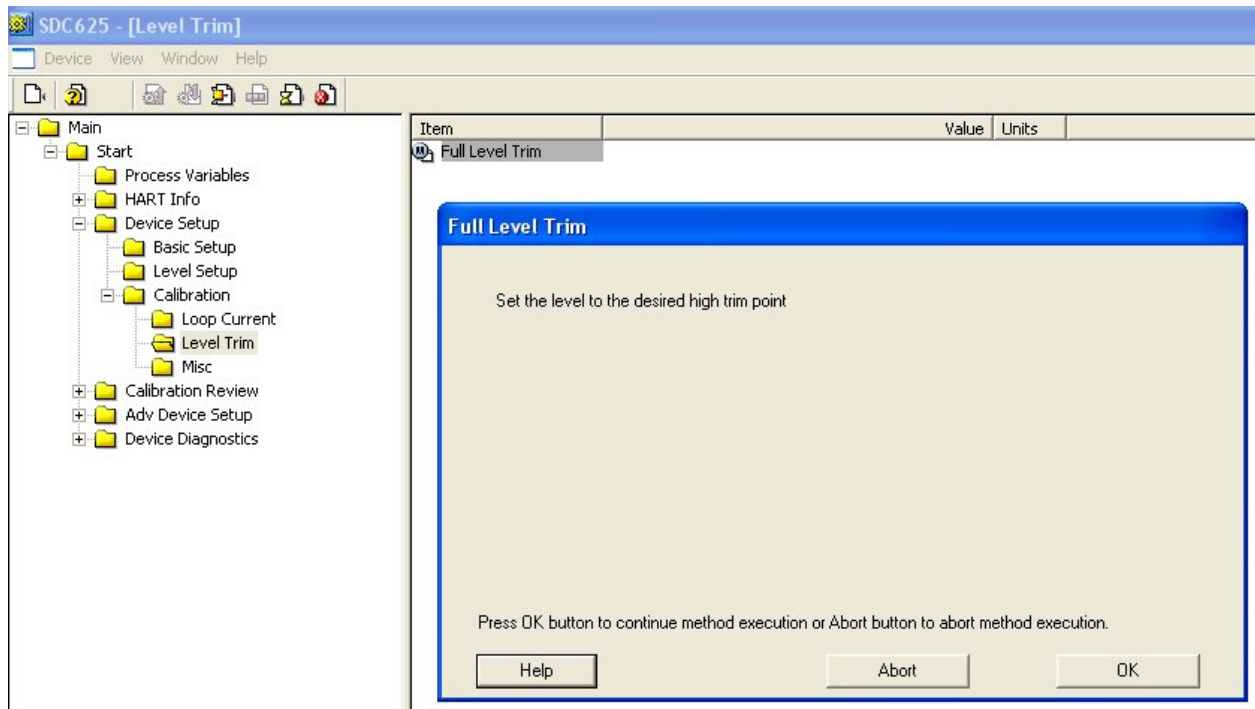 SDC625 - [Level Trim]
Device View Window Help
Main
Start
Process Variables
HART Info
Device Setup
Basic Setup
Level Setup
Calibration
Loop Current
Level Trim
Misc
Calibration Review
Adv Device Setup
Device Diagnostics
Item Value Units
Full Level Trim
Full Level Trim
Set the level to the desired high trim point
Press OK button to continue method execution or Abort button to abort method execution.
Help Abort OK